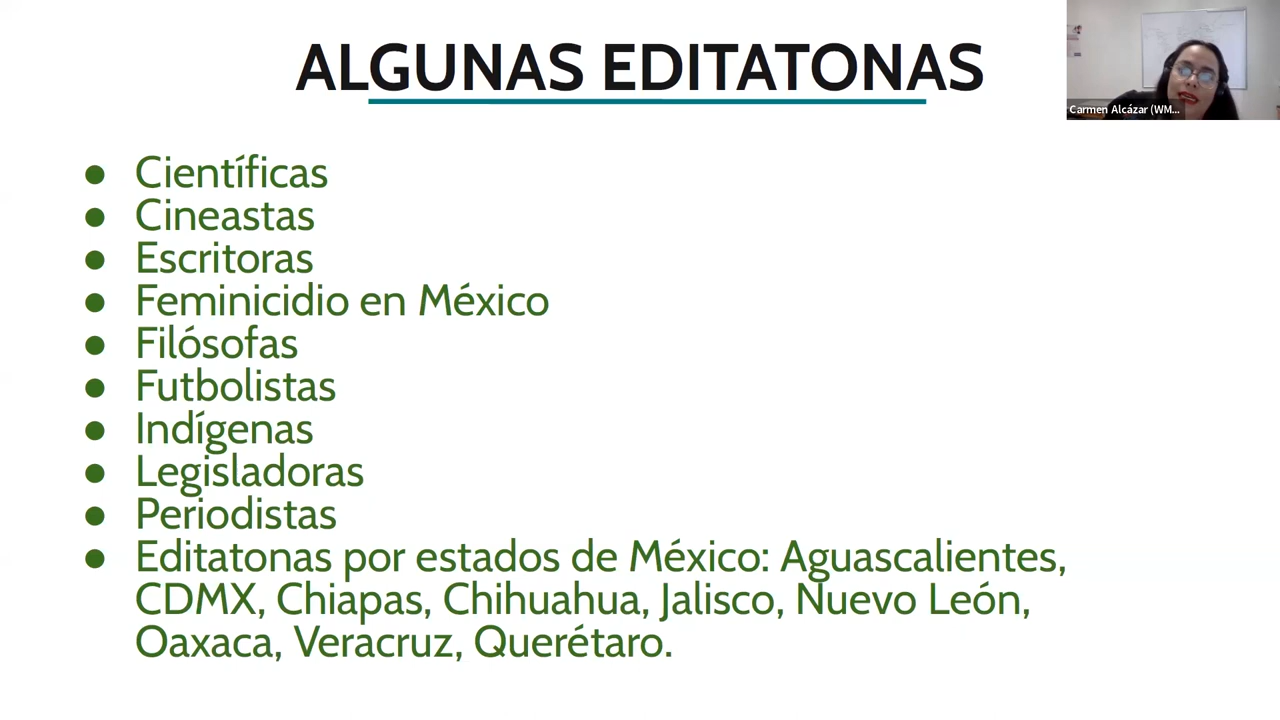 ALGUNAS EDITATONAS
Carmen Alcázar (WM...
● Científicas
● Cineastas
● Escritoras
● Feminicidio en México
● Filósofas
● Futbolistas
● Indígenas
● Legisladoras
● Periodistas
● Editatonas por estados de México: Aguascalientes,
CDMX, Chiapas, Chihuahua, Jalisco, Nuevo León,
Oaxaca, Veracruz, Querétaro.